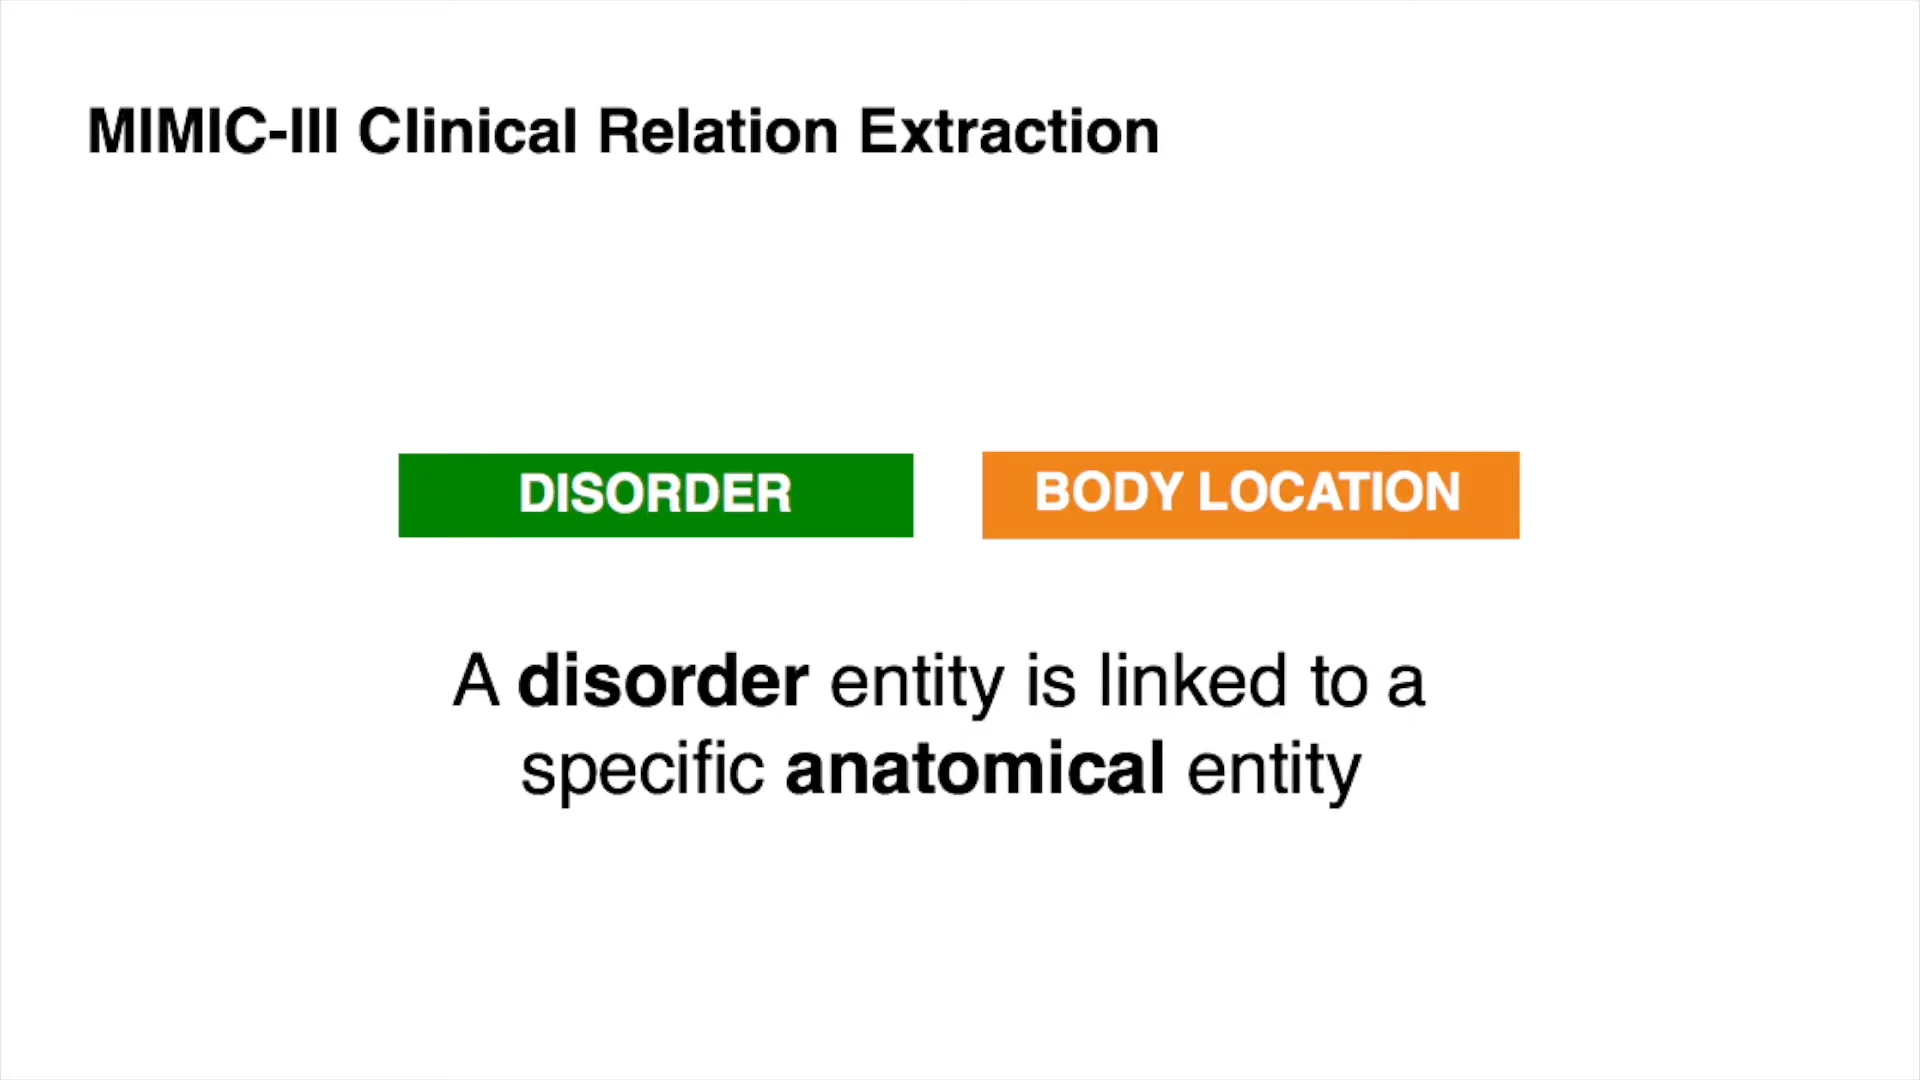 MIMIC-III Clinical Relation Extraction
DISORDER
BODY LOCATION
A disorder entity is linked to a
specific anatomical entity